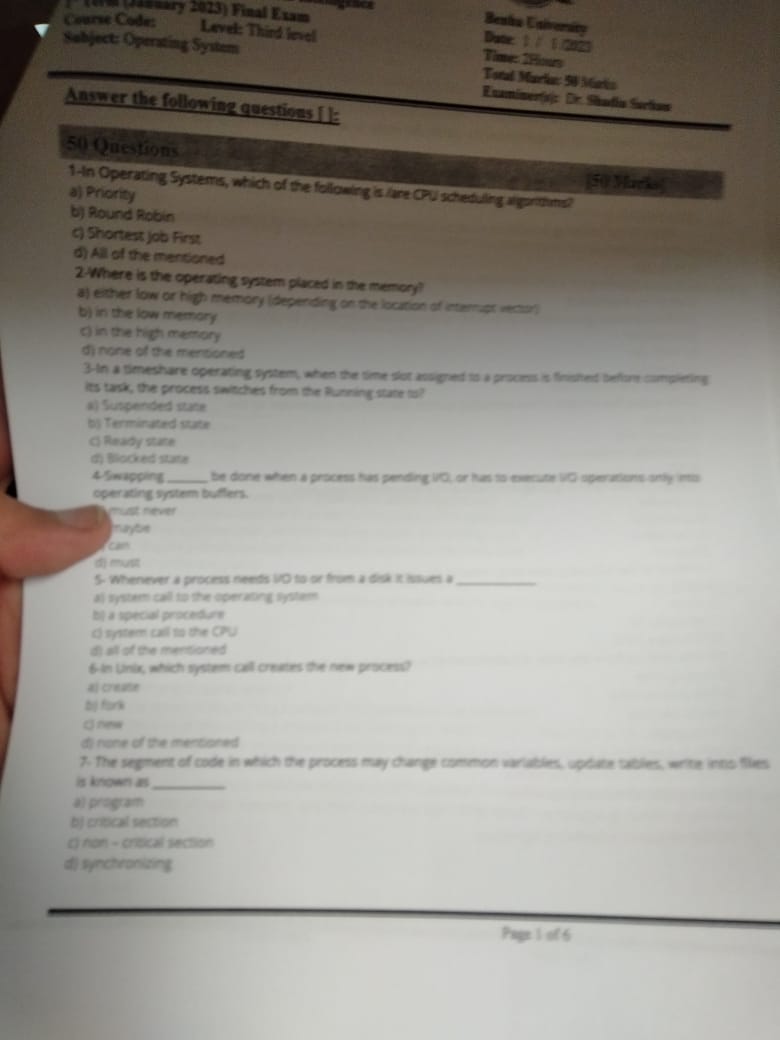 1st Term (January 2023) Final Exam
Course Code: Level: Third level
Subject: Operating System
Benha University
Date: 1 / 1 /2023
Time: 2Hours
Total Marks: 50 Marks
Examiner(s): Dr. Shadia
Answer the following questions [ ]:
50 Questions [50 Marks]
1-In Operating Systems, which of the following is /are CPU scheduling algorithms?
a) Priority
b) Round Robin
c) Shortest Job First
d) All of the mentioned
2-Where is the operating system placed in the memory?
a) either low or high memory (depending on the location of interrupt vector)
b) in the low memory
c) in the high memory
d) none of the mentioned
3-In a timeshare operating system, when the time slot assigned to a process is finished before completing
its task, the process switches from the Running state to?
a) Suspended state
b) Terminated state
c) Ready state
d) Blocked state
4-Swapping ______ be done when a process has pending I/O, or has to execute I/O operations only into
operating system buffers.
must never
maybe
can
d) must
5- Whenever a process needs I/O to or from a disk it issues a ____________
a) system call to the operating system
b) a special procedure
c) system call to the CPU
d) all of the mentioned
6-In Unix, which system call creates the new process?
a) create
b) fork
c) new
d) none of the mentioned
7- The segment of code in which the process may change common variables, update tables, write into files
is known as ___________
a) program
b) critical section
c) non – critical section
d) synchronizing
Page 1 of 6